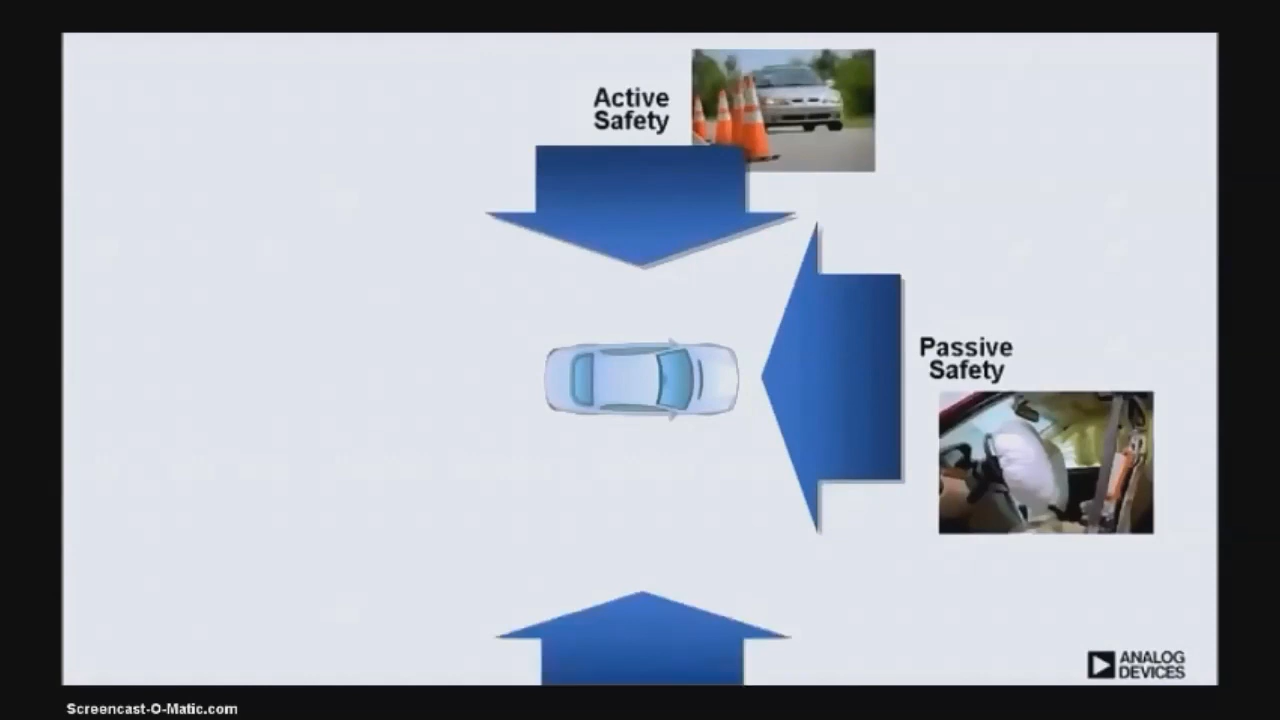 Active
Safety
Passive
Safety
ANALOG
DEVICES
Screencast-O-Matic.com